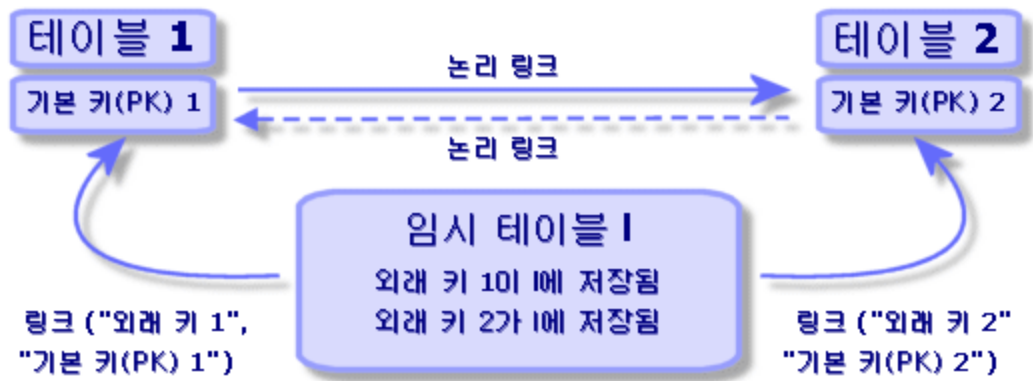 테이블 1
테이블 2
기본 키(PK) 1
기본 키(PK) 2
논리 링크
논리 링크
임시 테이블 I
외래 키 1이 I에 저장됨
외래 키 2가 I에 저장됨
링크 ("외래 키 1",
"기본 키(PK) 1")
링크 ("외래 키 2"
"기본 키(PK) 2")